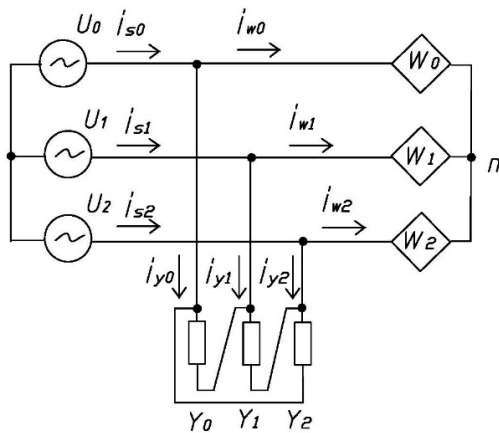 U0 is0 iw0 W0
U1 is1 iw1 W1 n
U2 is2 iw2 W2
iy0 iy1 iy2
Y0 Y1 Y2